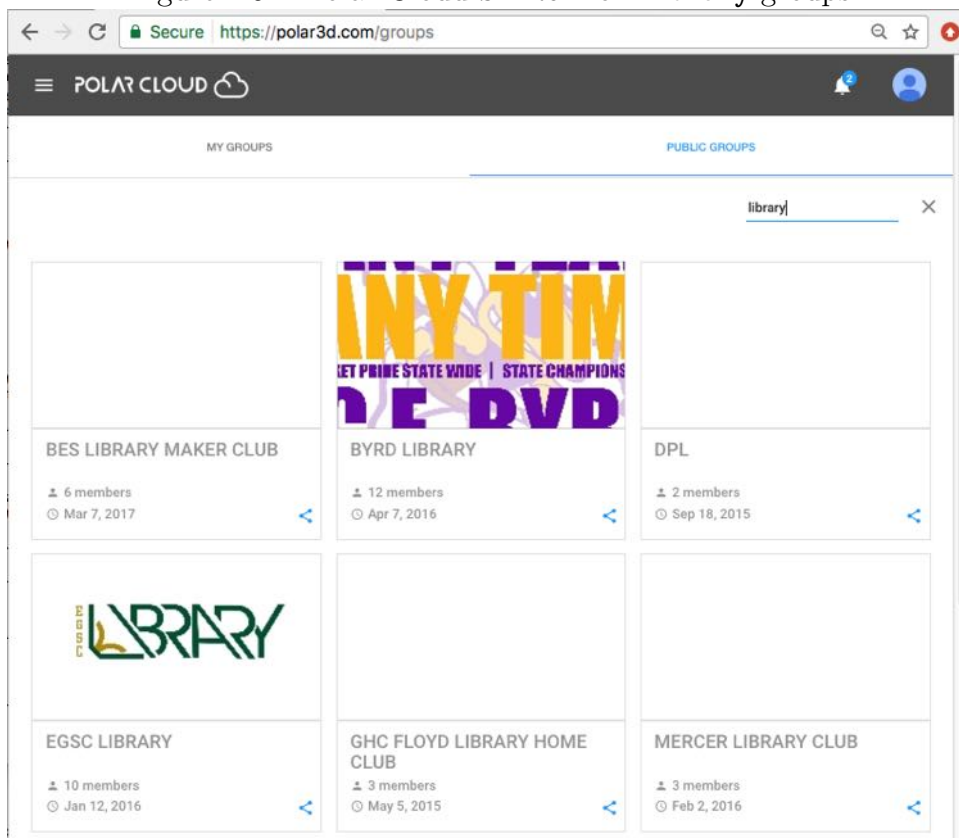 Secure https://polar3d.com/groups
POLAR CLOUD
2
MY GROUPS
PUBLIC GROUPS
library
ANY TIM
KET PRIDE STATE WIDE | STATE CHAMPIONS
BES LIBRARY MAKER CLUB
BYRD LIBRARY
DPL
6 members
12 members
2 members
Mar 7, 2017
Apr 7, 2016
Sep 18, 2015
EGSC
LIBRARY
EGSC LIBRARY
GHC FLOYD LIBRARY HOME
CLUB
MERCER LIBRARY CLUB
10 members
3 members
3 members
Jan 12, 2016
May 5, 2015
Feb 2, 2016